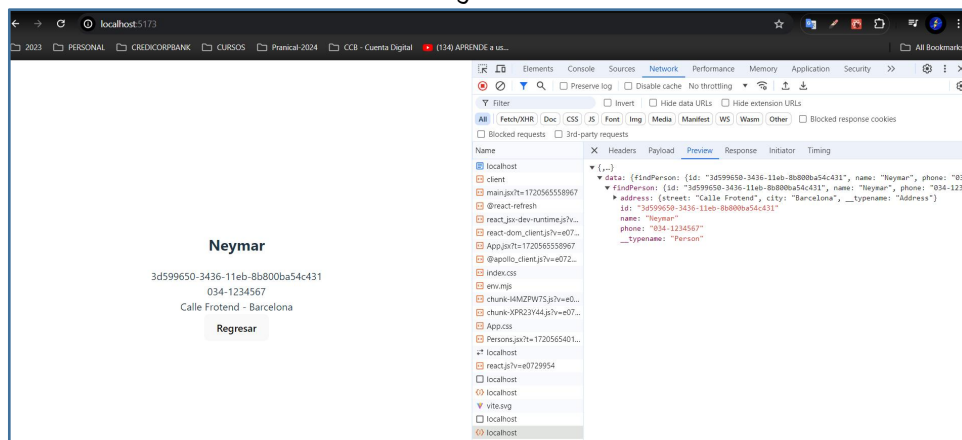 localhost:5173
2023 PERSONAL CREDICORPBANK CURSOS Pranical-2024 CCB - Cuenta Digital (134) APRENDE a us... All Bookmarks
Elements Console Sources Network Performance Memory Application Security
Preserve log Disable cache No throttling
Filter Invert Hide data URLs Hide extension URLs
All Fetch/XHR Doc CSS JS Font Img Media Manifest WS Wasm Other Blocked response cookies
Blocked requests 3rd-party requests
Name Headers Payload Preview Response Initiator Timing
localhost
client
main.jsx?t=1720565558967
@react-refresh
react_jsx-dev-runtime.js?v...
react-dom_client.js?v=e07...
App.jsx?t=1720565558967
@apollo_client.js?v=e072...
index.css
env.mjs
chunk-I4MZPW7S.js?v=e0...
chunk-XPR23Y44.js?v=e07...
App.css
Persons.jsx?t=1720565401...
localhost
react.js?v=e0729954
localhost
localhost
vite.svg
localhost
localhost
{,…}
data: {findPerson: {id: "3d599650-3436-11eb-8b800ba54c431", name: "Neymar", phone: "03
findPerson: {id: "3d599650-3436-11eb-8b800ba54c431", name: "Neymar", phone: "034-123
address: {street: "Calle Frotend", city: "Barcelona", __typename: "Address"}
id: "3d599650-3436-11eb-8b800ba54c431"
name: "Neymar"
phone: "034-1234567"
__typename: "Person"
Neymar
3d599650-3436-11eb-8b800ba54c431
034-1234567
Calle Frotend - Barcelona
Regresar